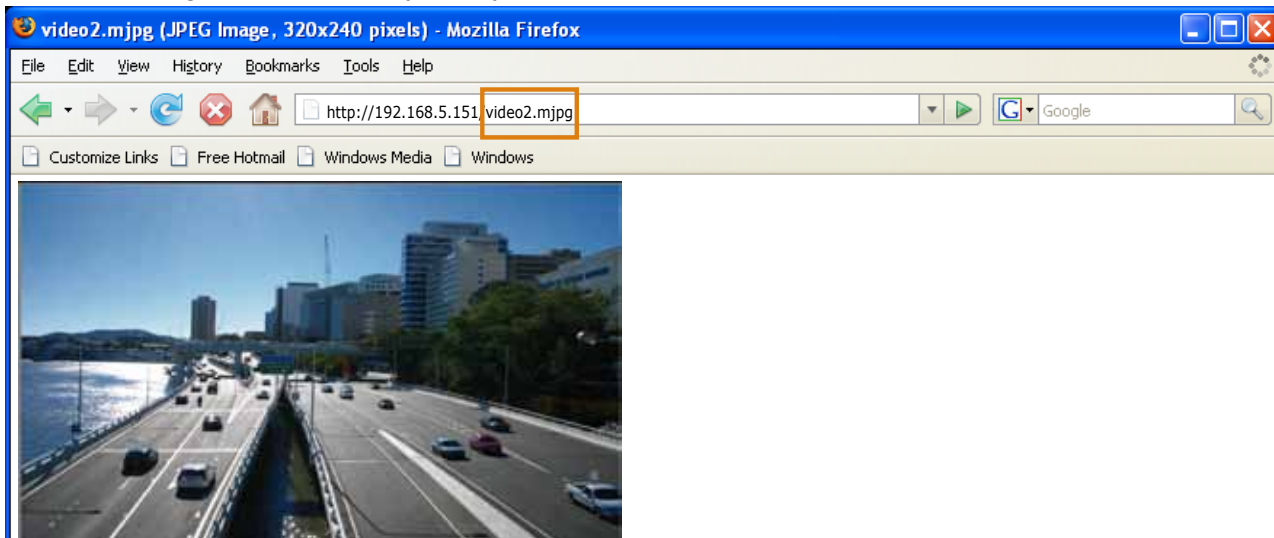 video2.mjpg (JPEG Image, 320x240 pixels) - Mozilla Firefox
File Edit View History Bookmarks Tools Help
http://192.168.5.151/video2.mjpg
G Google
Customize Links Free Hotmail Windows Media Windows